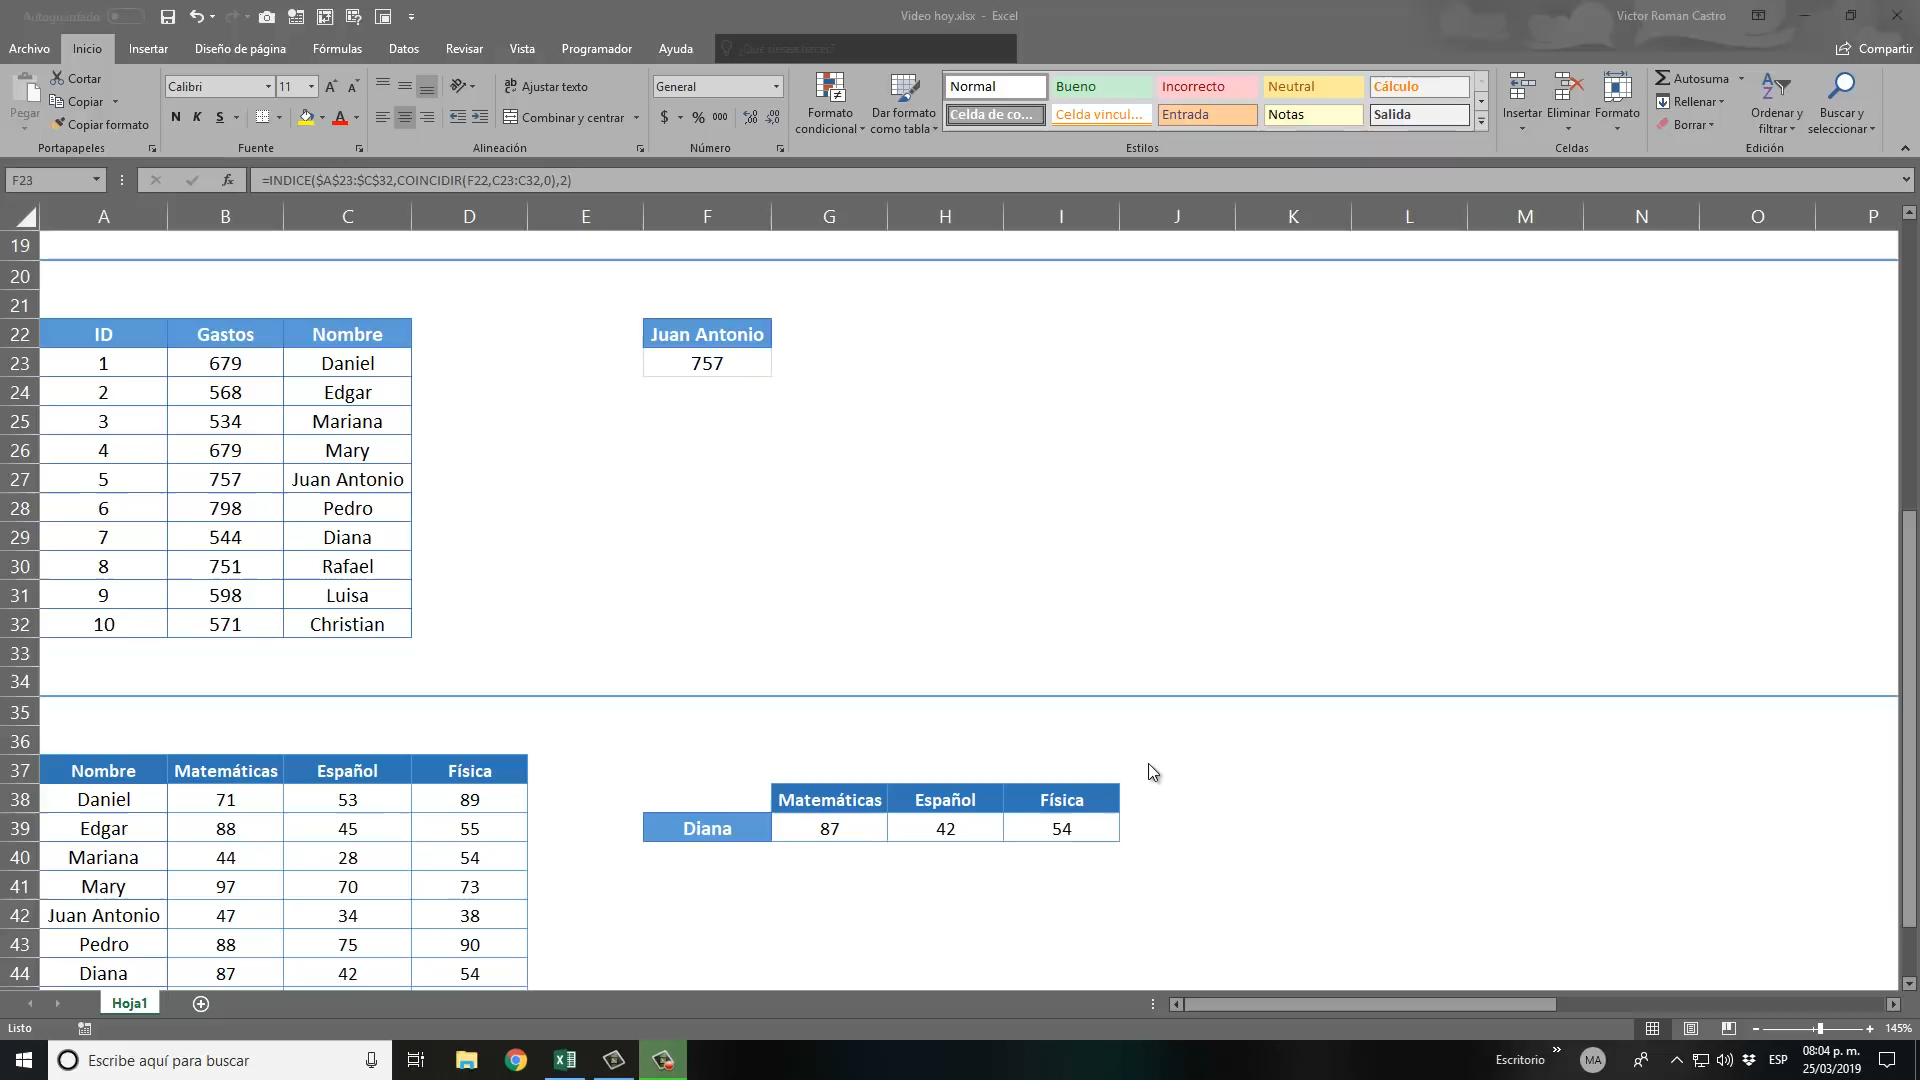 Autoguardado
Video hoy.xlsx - Excel
Victor Roman Castro
Archivo Inicio Insertar Diseño de página Fórmulas Datos Revisar Vista Programador Ayuda ¿Qué desea hacer? Compartir
Pegar
Cortar
Copiar
Copiar formato
Portapapeles
Calibri 11
N K S
Fuente
Ajustar texto
Combinar y centrar
Alineación
General
$ % 000
Número
Formato condicional
Dar formato como tabla
Normal Bueno Incorrecto Neutral Cálculo
Celda de co... Celda vincul... Entrada Notas Salida
Estilos
Insertar Eliminar Formato
Celdas
Autosuma
Rellenar
Borrar
Ordenar y filtrar
Buscar y seleccionar
Edición
F23 fx =INDICE($A$23:$C$32,COINCIDIR(F22,C23:C32,0),2)
A B C D E F G H I J K L M N O P
19
20
21
22 ID Gastos Nombre Juan Antonio
23 1 679 Daniel 757
24 2 568 Edgar
25 3 534 Mariana
26 4 679 Mary
27 5 757 Juan Antonio
28 6 798 Pedro
29 7 544 Diana
30 8 751 Rafael
31 9 598 Luisa
32 10 571 Christian
33
34
35
36
37 Nombre Matemáticas Español Física
38 Daniel 71 53 89 Matemáticas Español Física
39 Edgar 88 45 55 Diana 87 42 54
40 Mariana 44 28 54
41 Mary 97 70 73
42 Juan Antonio 47 34 38
43 Pedro 88 75 90
44 Diana 87 42 54
Hoja1
Listo 145%
Escribe aquí para buscar
Escritorio MA ESP 08:04 p. m.
25/03/2019